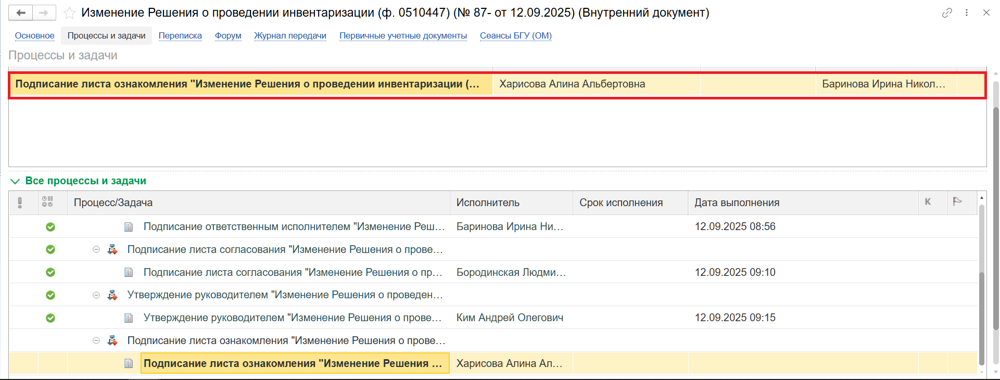 Изменение Решения о проведении инвентаризации (ф. 0510447) (№ 87- от 12.09.2025) (Внутренний документ)
Основное Процессы и задачи Переписка Форум Журнал передачи Первичные учетные документы Сеансы БГУ (ОМ)
Процессы и задачи
Подписание листа ознакомления "Изменение Решения о проведении инвентаризации (... Харисова Алина Альбертовна Баринова Ирина Никол...
Все процессы и задачи
Процесс/Задача Исполнитель Срок исполнения Дата выполнения К
Подписание ответственным исполнителем "Изменение Реш... Баринова Ирина Ни... 12.09.2025 08:56
Подписание листа согласования "Изменение Решения о прове...
Подписание листа согласования "Изменение Решения о пр... Бородинская Людми... 12.09.2025 09:10
Утверждение руководителем "Изменение Решения о проведен...
Утверждение руководителем "Изменение Решения о прове... Ким Андрей Олегович 12.09.2025 09:15
Подписание листа ознакомления "Изменение Решения о прове...
Подписание листа ознакомления "Изменение Решения ... Харисова Алина Ал...